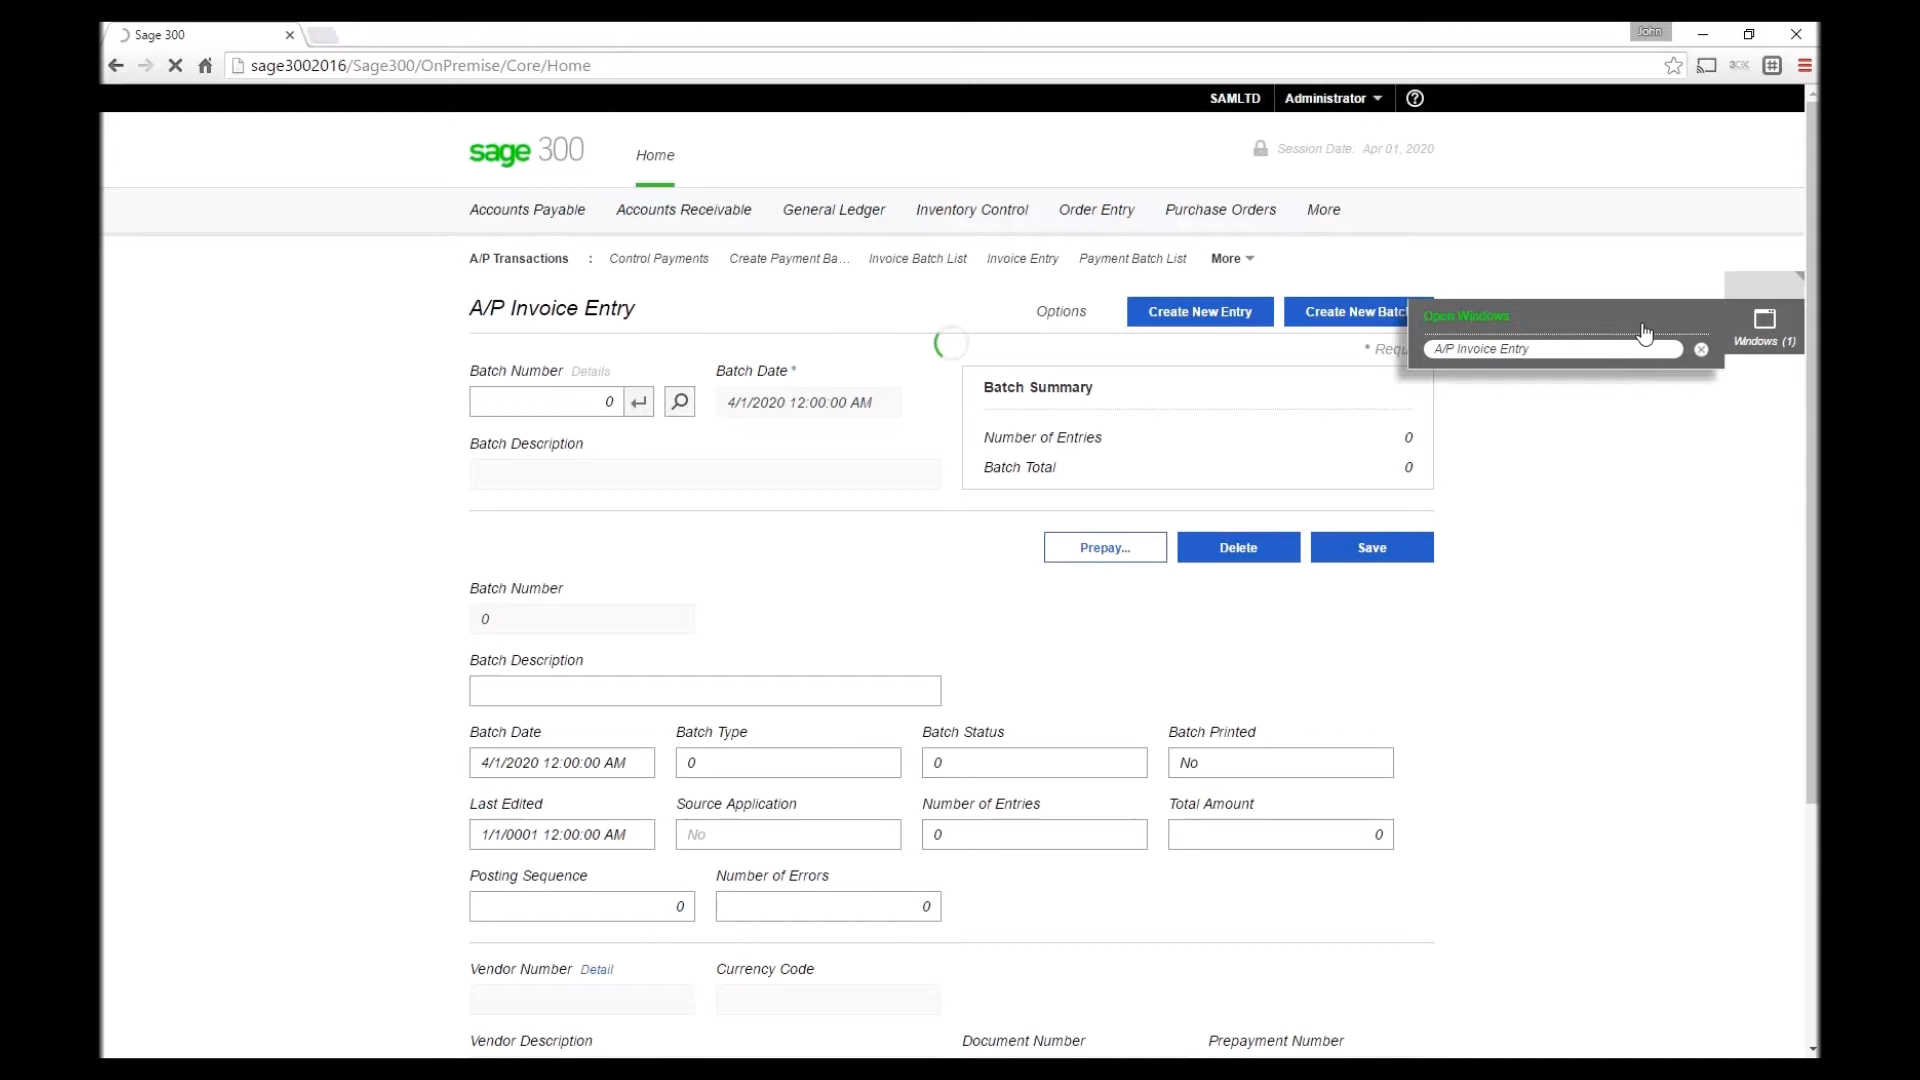 Sage 300
John
sage3002016/Sage300/OnPremise/Core/Home
SAMLTD Administrator
sage 300 Home Session Date: Apr 01, 2020
Accounts Payable Accounts Receivable General Ledger Inventory Control Order Entry Purchase Orders More
A/P Transactions : Control Payments Create Payment Ba... Invoice Batch List Invoice Entry Payment Batch List More
A/P Invoice Entry Options Create New Entry Create New Batch
Open Windows
Windows (1)
* Requ
A/P Invoice Entry
Batch Number Details Batch Date *
0 4/1/2020 12:00:00 AM
Batch Summary
Number of Entries 0
Batch Total 0
Batch Description
Prepay... Delete Save
Batch Number
0
Batch Description
Batch Date Batch Type Batch Status Batch Printed
4/1/2020 12:00:00 AM 0 0 No
Last Edited Source Application Number of Entries Total Amount
1/1/0001 12:00:00 AM No 0 0
Posting Sequence Number of Errors
0 0
Vendor Number Detail Currency Code
Vendor Description Document Number Prepayment Number